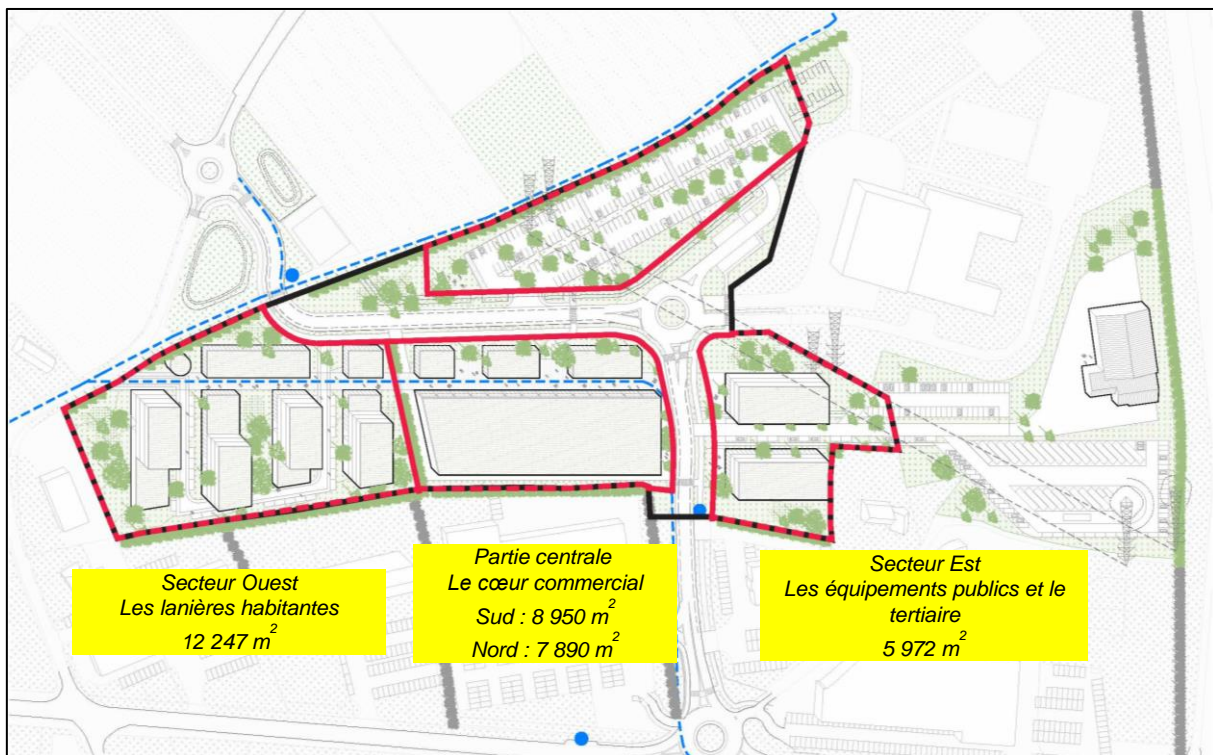 Secteur Ouest
Les lanières habitantes
12 247 m²
Partie centrale
Le cœur commercial
Sud : 8 950 m²
Nord : 7 890 m²
Secteur Est
Les équipements publics et le
tertiaire
5 972 m²